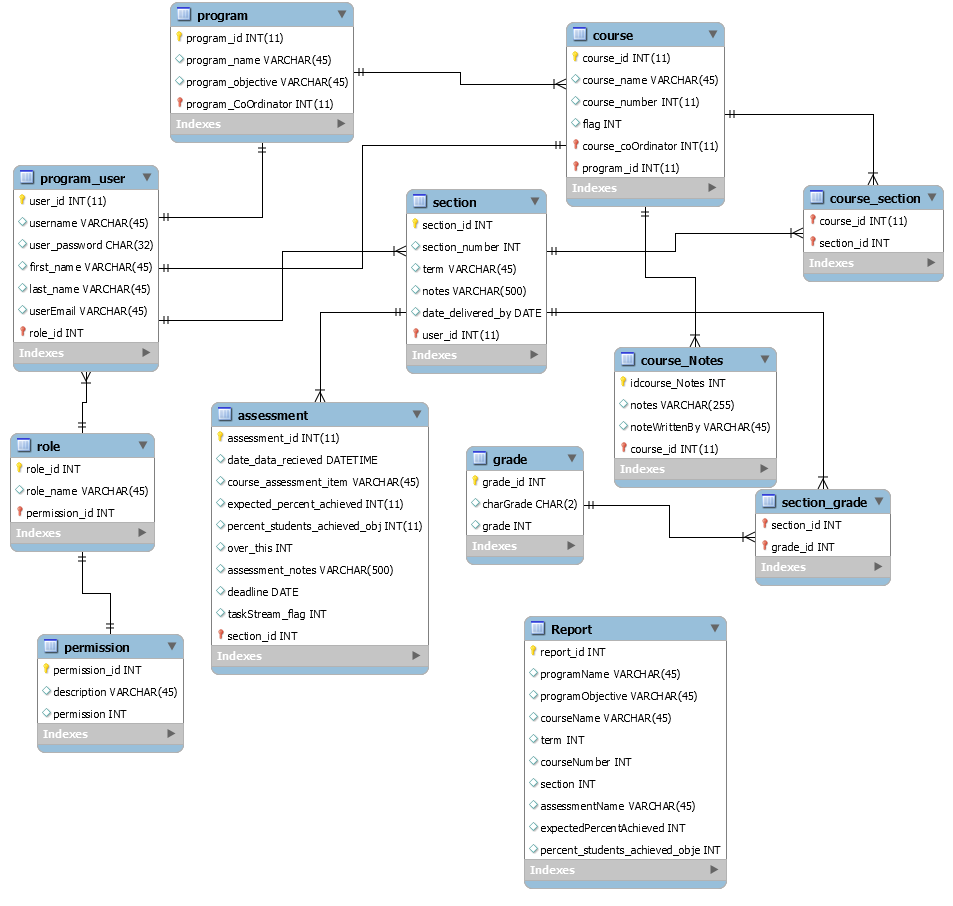 program
program_id INT(11)
program_name VARCHAR(45)
program_objective VARCHAR(45)
program_CoOrdinator INT(11)
Indexes
course
course_id INT(11)
course_name VARCHAR(45)
course_number INT(11)
flag INT
course_coOrdinator INT(11)
program_id INT(11)
Indexes
program_user
user_id INT(11)
username VARCHAR(45)
user_password CHAR(32)
first_name VARCHAR(45)
last_name VARCHAR(45)
userEmail VARCHAR(45)
role_id INT
Indexes
section
section_id INT
section_number INT
term VARCHAR(45)
notes VARCHAR(500)
date_delivered_by DATE
user_id INT(11)
Indexes
course_section
course_id INT(11)
section_id INT
Indexes
course_Notes
idcourse_Notes INT
notes VARCHAR(255)
noteWrittenBy VARCHAR(45)
course_id INT(11)
Indexes
assessment
assessment_id INT(11)
date_data_recieved DATETIME
course_assessment_item VARCHAR(45)
expected_percent_achieved INT(11)
percent_students_achieved_obj INT(11)
over_this INT
assessment_notes VARCHAR(500)
deadline DATE
taskStream_flag INT
section_id INT
Indexes
role
role_id INT
role_name VARCHAR(45)
permission_id INT
Indexes
grade
grade_id INT
charGrade CHAR(2)
grade INT
Indexes
section_grade
section_id INT
grade_id INT
Indexes
permission
permission_id INT
description VARCHAR(45)
permission INT
Indexes
Report
report_id INT
programName VARCHAR(45)
programObjective VARCHAR(45)
courseName VARCHAR(45)
term INT
courseNumber INT
section INT
assessmentName VARCHAR(45)
expectedPercentAchieved INT
percent_students_achieved_obje INT
Indexes